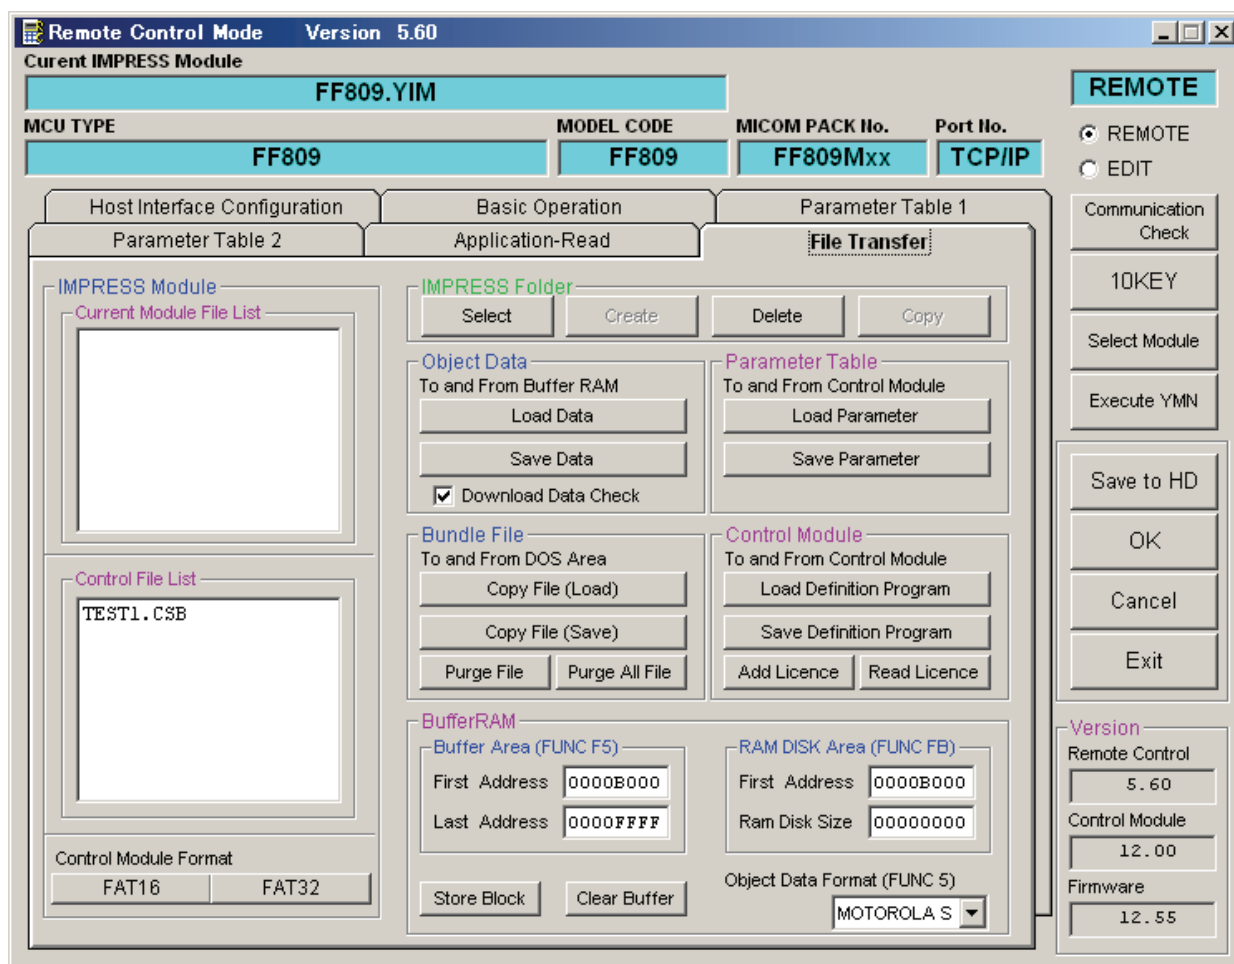 Remote Control Mode Version 5.60
Curent IMPRESS Module
FF809.YIM
REMOTE
MCU TYPE MODEL CODE MICOM PACK No. Port No.
FF809 FF809 FF809Mxx TCP/IP
REMOTE
EDIT
Host Interface Configuration Basic Operation Parameter Table 1
Parameter Table 2 Application-Read File Transfer
Communication Check
10KEY
Select Module
Execute YMN
Save to HD
OK
Cancel
Exit
IMPRESS Module
Current Module File List
Control File List
TEST1.CSB
Control Module Format
FAT16 FAT32
IMPRESS Folder
Select Create Delete Copy
Object Data
To and From Buffer RAM
Load Data
Save Data
Download Data Check
Parameter Table
To and From Control Module
Load Parameter
Save Parameter
Bundle File
To and From DOS Area
Copy File (Load)
Copy File (Save)
Purge File Purge All File
Control Module
To and From Control Module
Load Definition Program
Save Definition Program
Add Licence Read Licence
BufferRAM
Buffer Area (FUNC F5)
First Address 0000B000
Last Address 0000FFFF
RAM DISK Area (FUNC FB)
First Address 0000B000
Ram Disk Size 00000000
Store Block Clear Buffer
Object Data Format (FUNC 5)
MOTOROLA S
Version
Remote Control
5.60
Control Module
12.00
Firmware
12.55